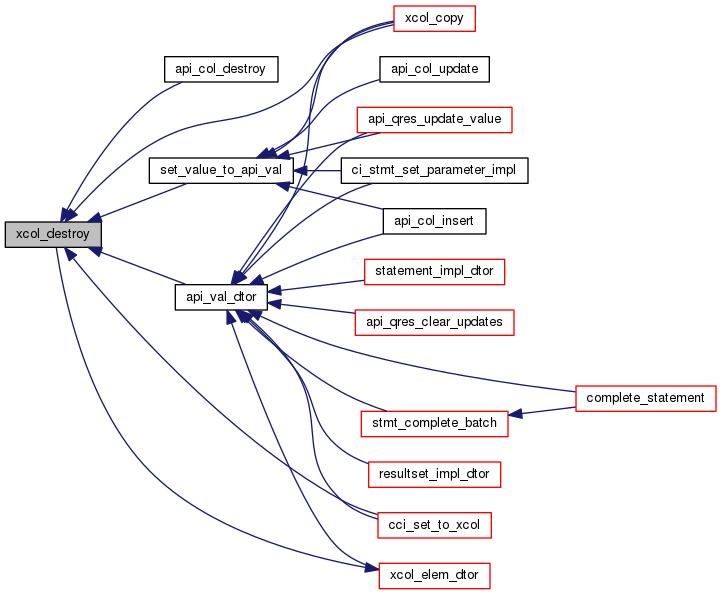 xcol_copy
api_col_destroy
api_col_update
api_qres_update_value
set_value_to_api_val
ci_stmt_set_parameter_impl
api_col_insert
xcol_destroy
statement_impl_dtor
api_val_dtor
api_qres_clear_updates
complete_statement
stmt_complete_batch
resultset_impl_dtor
cci_set_to_xcol
xcol_elem_dtor